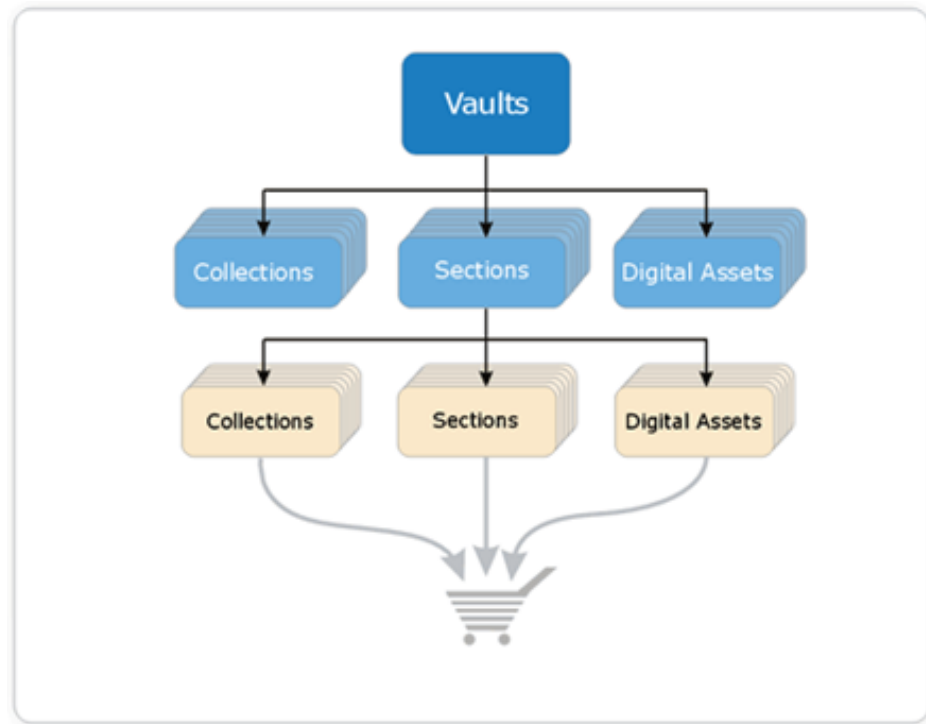 Vaults
Collections
Sections
Digital Assets
Collections
Sections
Digital Assets